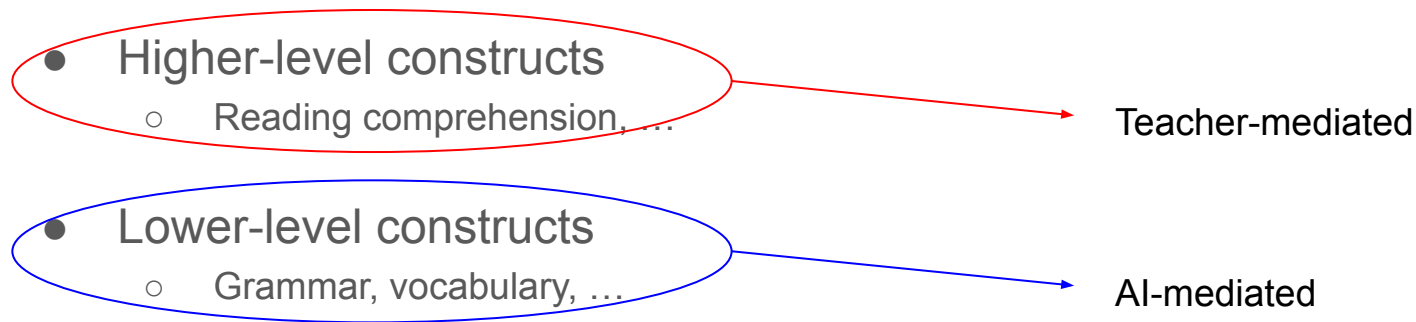 ● Higher-level constructs
○ Reading comprehension, …
Teacher-mediated
● Lower-level constructs
○ Grammar, vocabulary, …
AI-mediated